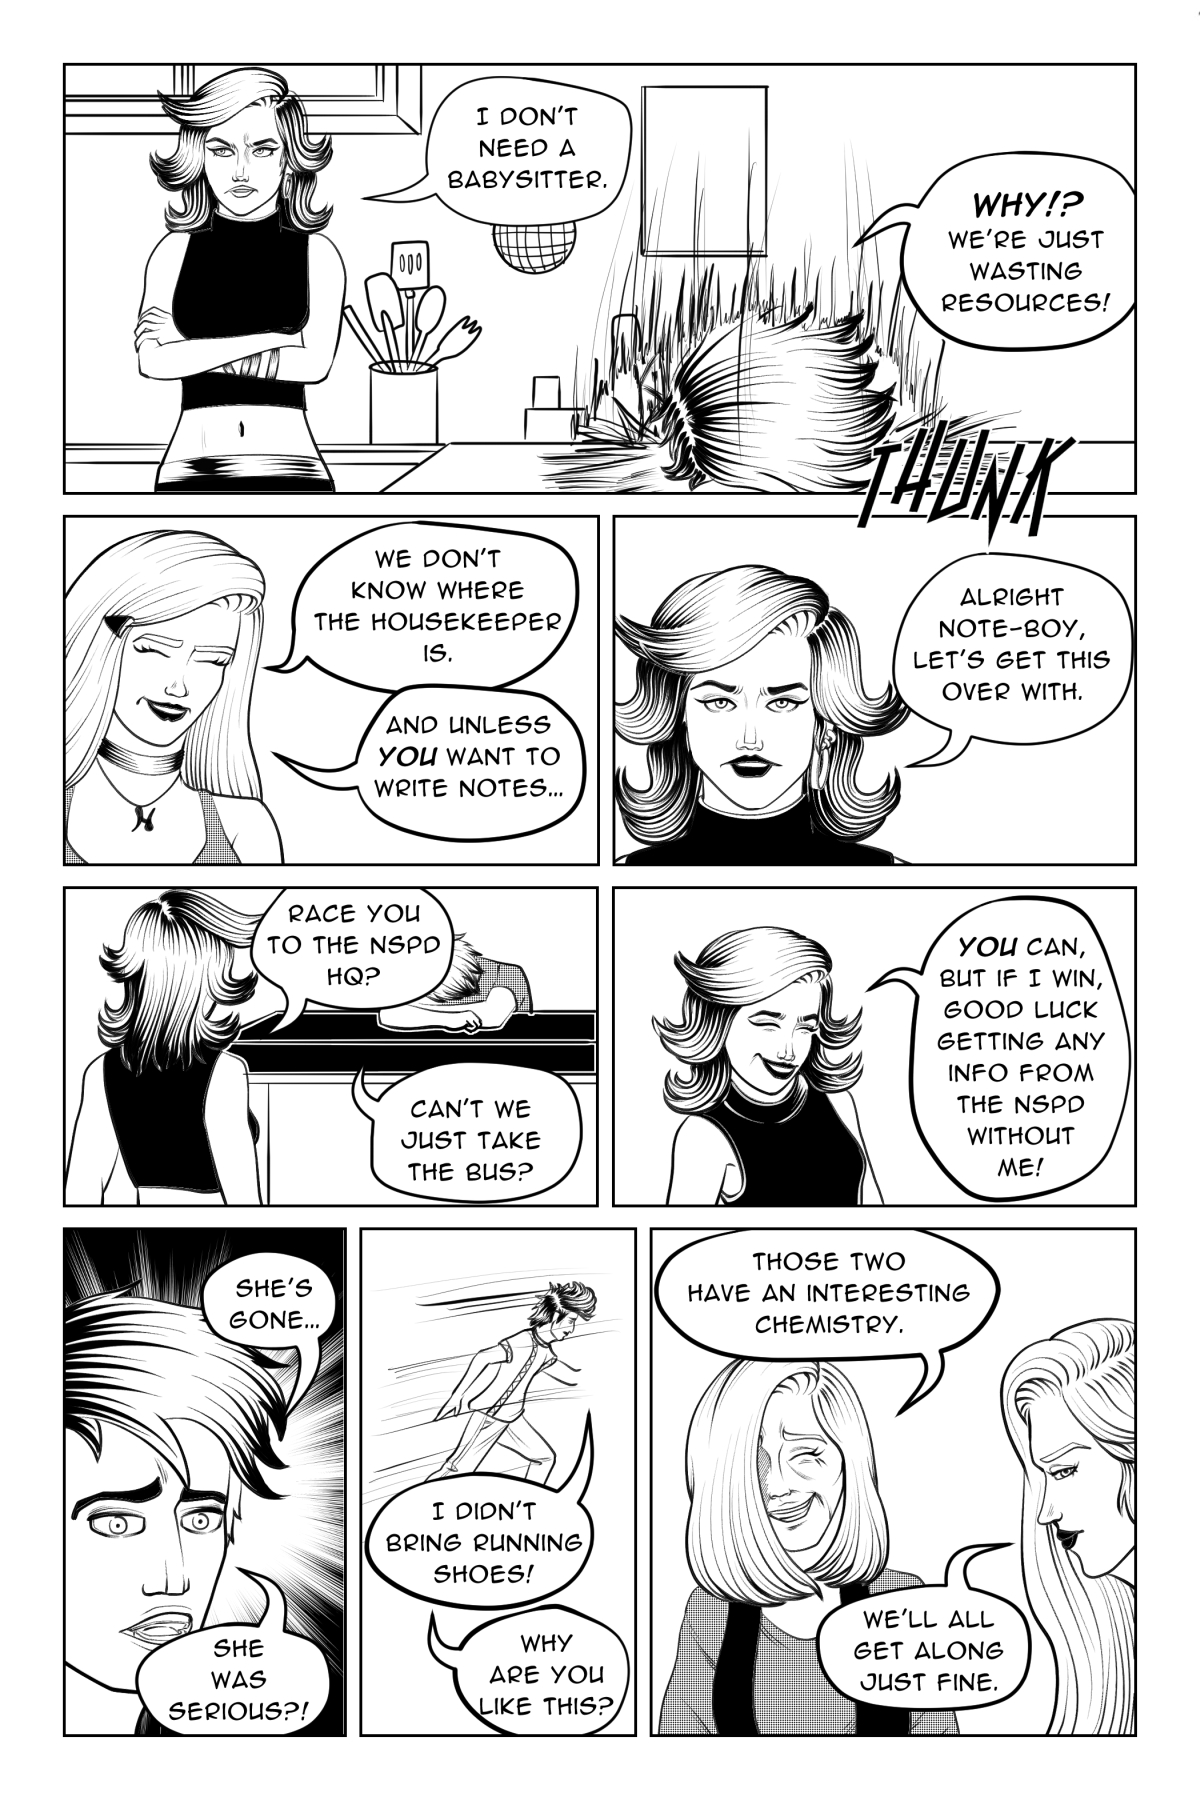 I DON'T
NEED A
BABYSITTER.
WHY!?
WE'RE JUST
WASTING
RESOURCES!
THUNK
WE DON'T
KNOW WHERE
THE HOUSEKEEPER
IS.
AND UNLESS
YOU WANT TO
WRITE NOTES...
ALRIGHT
NOTE-BOY,
LET'S GET THIS
OVER WITH.
RACE YOU
TO THE NSPD
HQ?
CAN'T WE
JUST TAKE
THE BUS?
YOU CAN,
BUT IF I WIN,
GOOD LUCK
GETTING ANY
INFO FROM
THE NSPD
WITHOUT
ME!
SHE'S
GONE...
SHE
WAS
SERIOUS?!
I DIDN'T
BRING RUNNING
SHOES!
WHY
ARE YOU
LIKE THIS?
THOSE TWO
HAVE AN INTERESTING
CHEMISTRY.
WE'LL ALL
GET ALONG
JUST FINE.